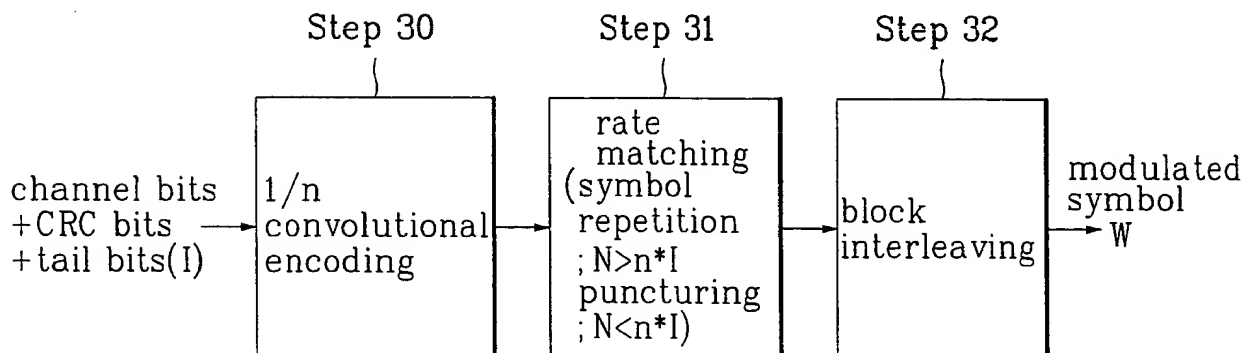 Step 30
Step 31
Step 32
channel bits
+CRC bits
+tail bits(I)
1/n
convolutional
encoding
rate
matching
(symbol
repetition
; N>n*I
puncturing
; N<n*I)
block
interleaving
modulated
symbol
W